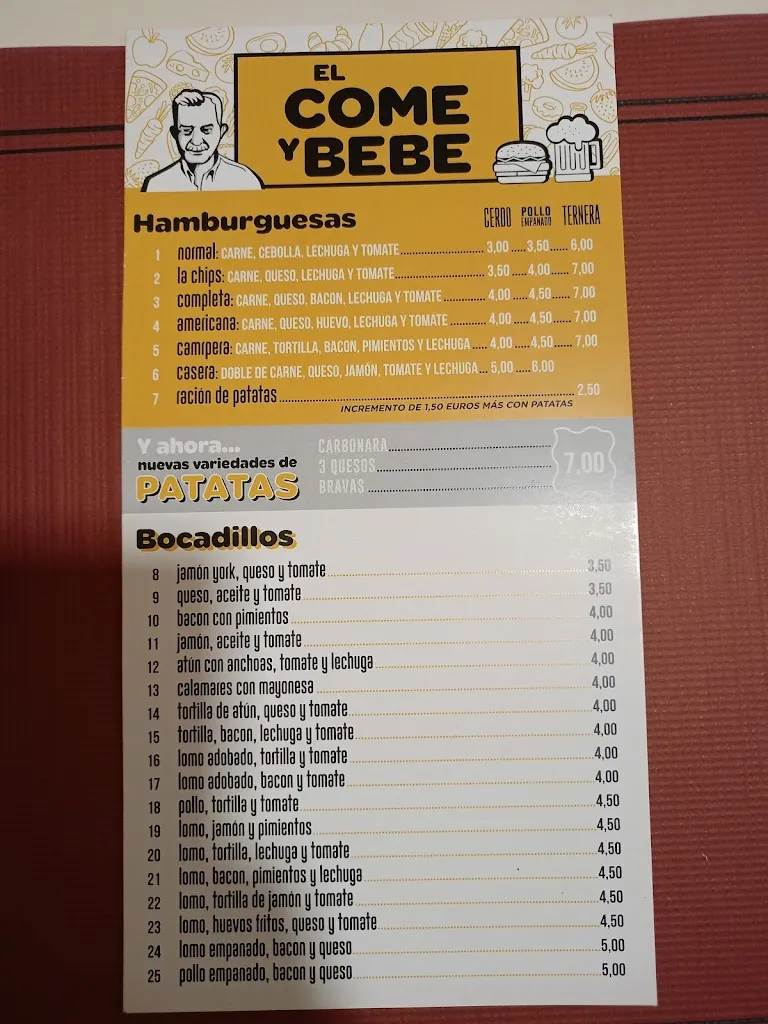 EL
COME
Y BEBE
Hamburguesas CERDO POLLO EMPANADO TERNERA
1 normal: CARNE, CEBOLLA, LECHUGA Y TOMATE 3,00 3,50 6,00
2 la chips: CARNE, QUESO, LECHUGA Y TOMATE 3,50 4,00 7,00
3 completa: CARNE, QUESO, BACON, LECHUGA Y TOMATE 4,00 4,50 7,00
4 americana: CARNE, QUESO, HUEVO, LECHUGA Y TOMATE 4,00 4,50 7,00
5 camrpera: CARNE, TORTILLA, BACON, PIMIENTOS Y LECHUGA 4,00 4,50 7,00
6 casera: DOBLE DE CARNE, QUESO, JAMÓN, TOMATE Y LECHUGA 5,00 6,00
7 ración de patatas 2,50
INCREMENTO DE 1,50 EUROS MÁS CON PATATAS
Y ahora...
nuevas variedades de
PATATAS
CARBONARA
3 QUESOS
BRAVAS
7,00
Bocadillos
8 jamón york, queso y tomate 3,50
9 queso, aceite y tomate 3,50
10 bacon con pimientos 4,00
11 jamón, aceite y tomate 4,00
12 atún con anchoas, tomate y lechuga 4,00
13 calamares con mayonesa 4,00
14 tortilla de atún, queso y tomate 4,00
15 tortilla, bacon, lechuga y tomate 4,00
16 lomo adobado, tortilla y tomate 4,00
17 lomo adobado, bacon y tomate 4,00
18 pollo, tortilla y tomate 4,50
19 lomo, jamón y pimientos 4,50
20 lomo, tortilla, lechuga y tomate 4,50
21 lomo, bacon, pimientos y lechuga 4,50
22 lomo, tortilla de jamón y tomate 4,50
23 lomo, huevos fritos, queso y tomate 4,50
24 lomo empanado, bacon y queso 5,00
25 pollo empanado, bacon y queso 5,00